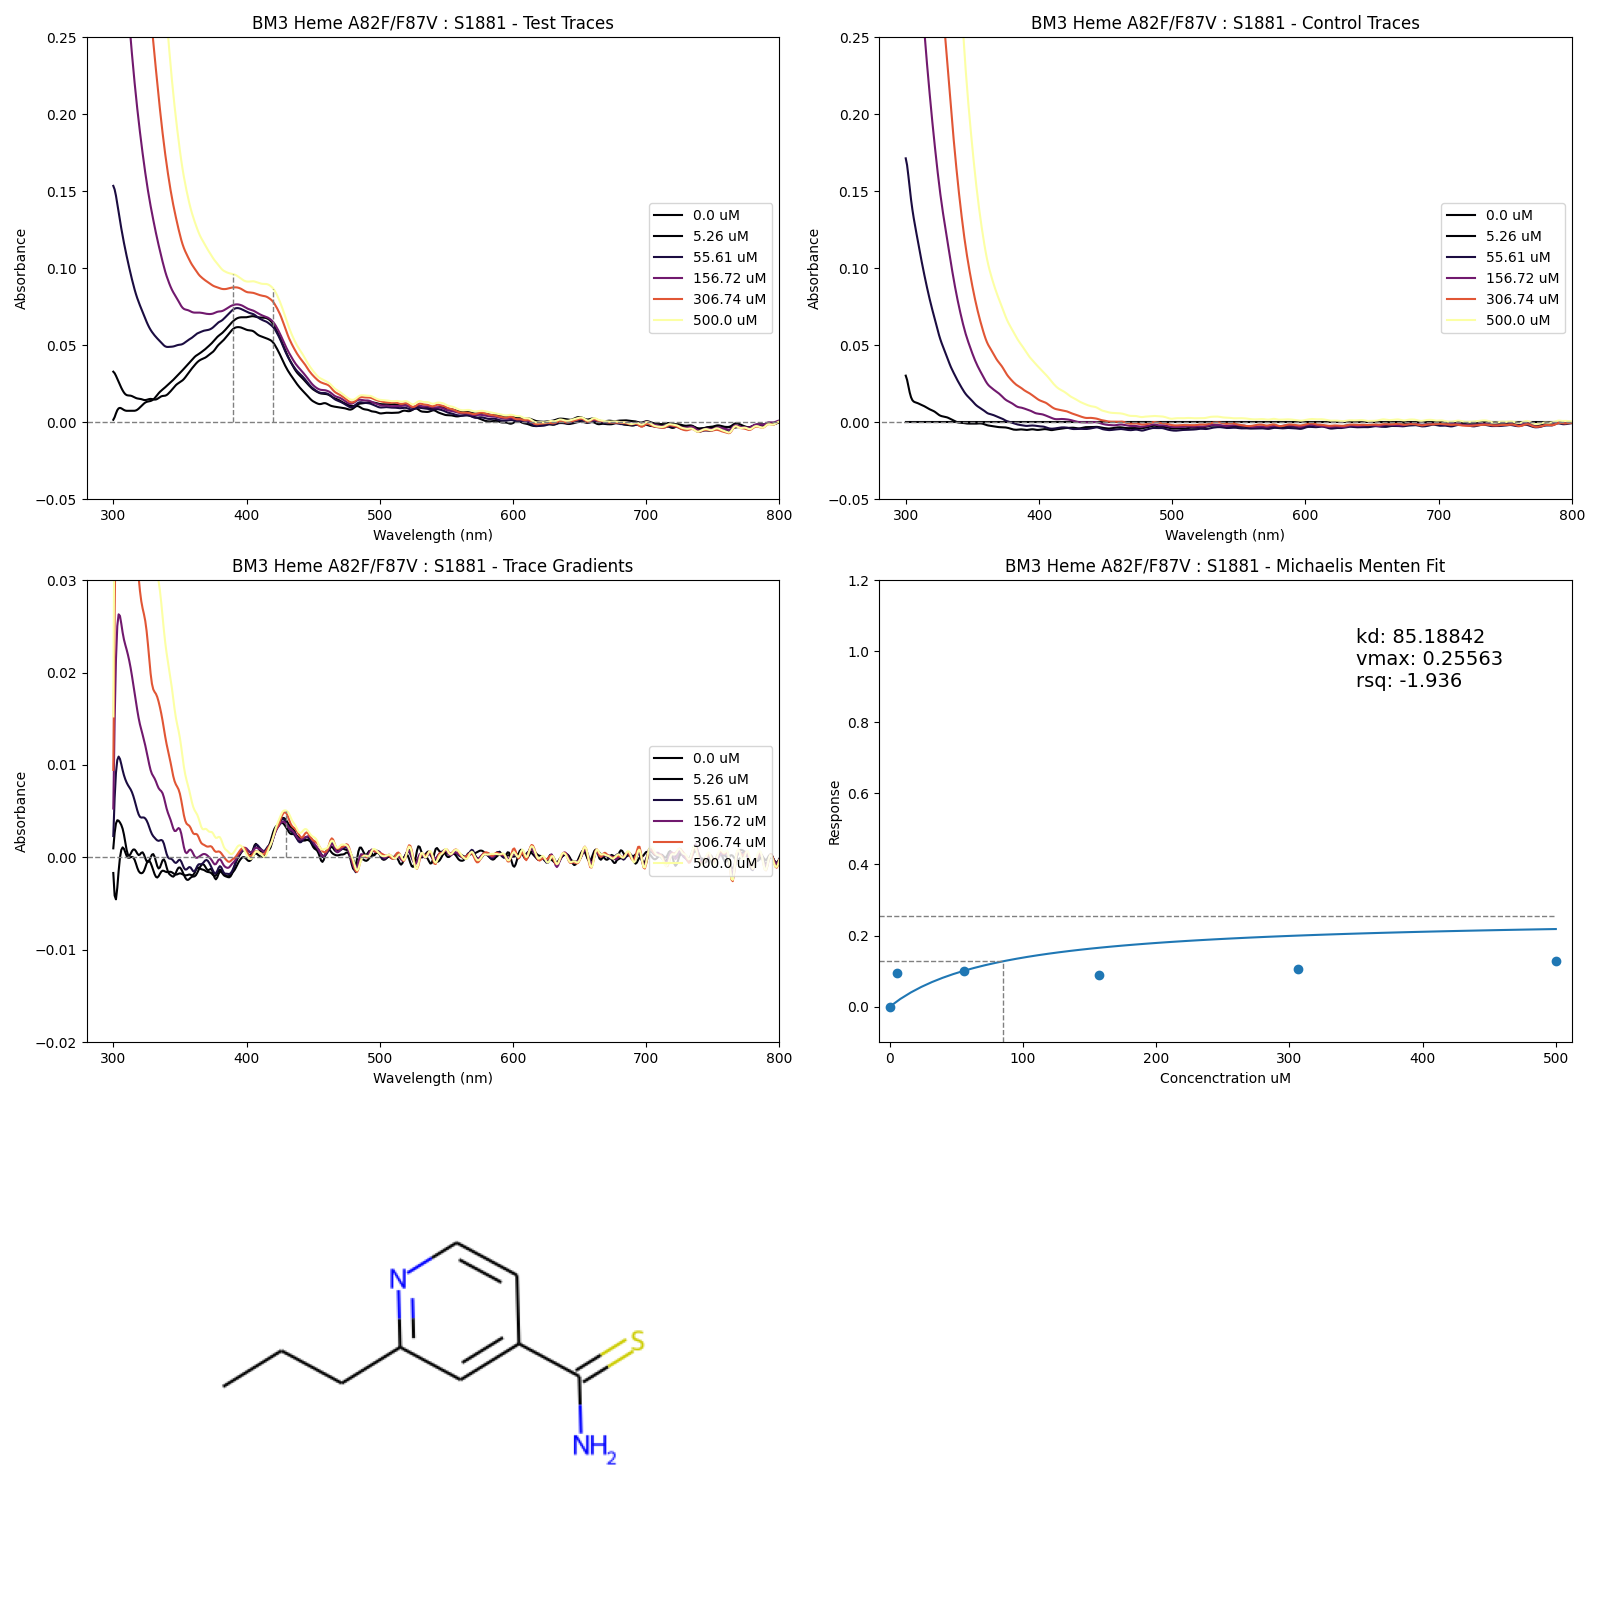 BM3 Heme A82F/F87V : S1881 - Test Traces
0.25
0.20
0.15
0.10
0.05
0.00
−0.05
Absorbance
300
400
500
600
700
800
Wavelength (nm)
0.0 uM
5.26 uM
55.61 uM
156.72 uM
306.74 uM
500.0 uM
BM3 Heme A82F/F87V : S1881 - Control Traces
0.25
0.20
0.15
0.10
0.05
0.00
−0.05
Absorbance
300
400
500
600
700
800
Wavelength (nm)
0.0 uM
5.26 uM
55.61 uM
156.72 uM
306.74 uM
500.0 uM
BM3 Heme A82F/F87V : S1881 - Trace Gradients
0.03
0.02
0.01
0.00
−0.01
−0.02
Absorbance
300
400
500
600
700
800
Wavelength (nm)
0.0 uM
5.26 uM
55.61 uM
156.72 uM
306.74 uM
500.0 uM
BM3 Heme A82F/F87V : S1881 - Michaelis Menten Fit
1.2
1.0
0.8
0.6
0.4
0.2
0.0
Response
kd: 85.18842
vmax: 0.25563
rsq: -1.936
0
100
200
300
400
500
Concenctration uM
N
S
NH2